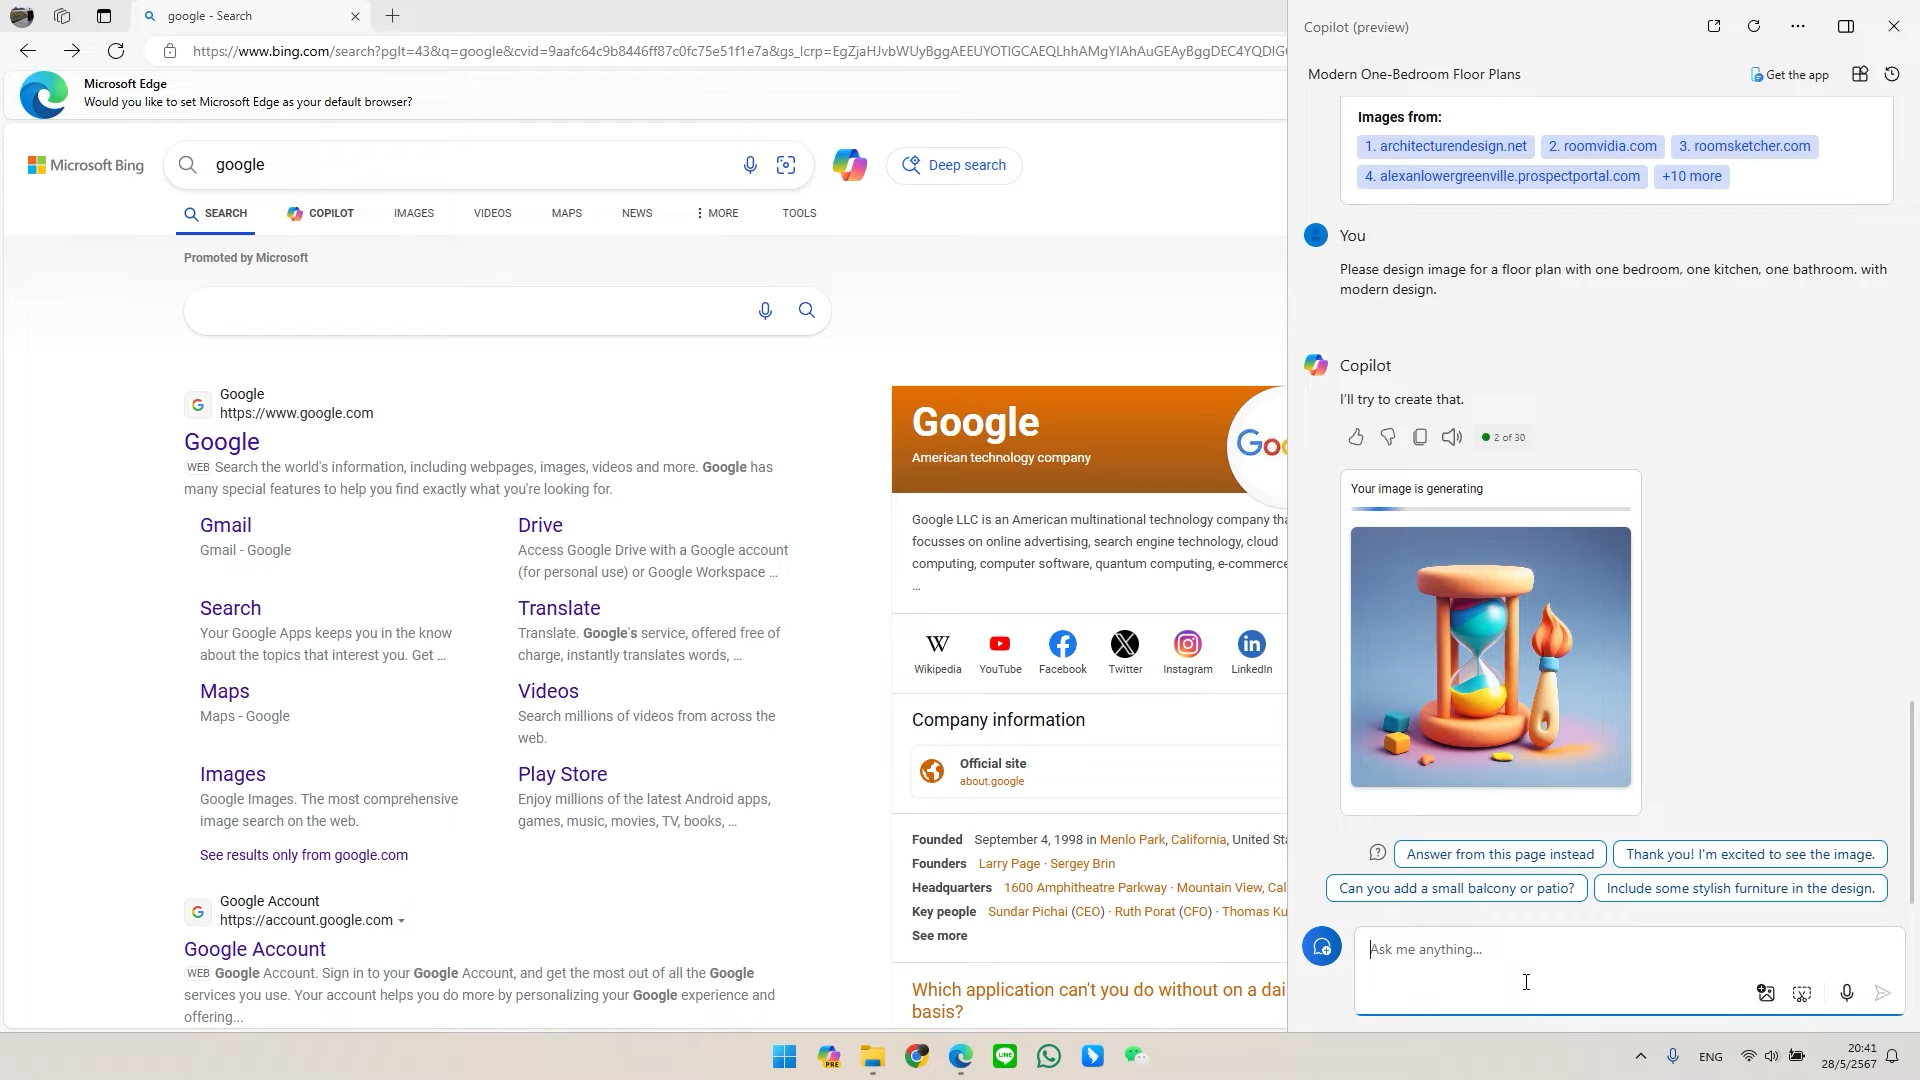 google - Search
https://www.bing.com/search?pglt=43&q=google&cvid=9aafc64c9b8446ff87c0fc75e51f1e7a&gs_lcrp=EgZjaHJvbWUyBggAEEUYOTIGCAEQLhhAMgYIAhAuGEAyBggDEC4YQDIG
Microsoft Edge
Would you like to set Microsoft Edge as your default browser?
Microsoft Bing
google
Deep search
SEARCH
COPILOT
IMAGES
VIDEOS
MAPS
NEWS
MORE
TOOLS
Promoted by Microsoft
Google
https://www.google.com
Google
WEB Search the world's information, including webpages, images, videos and more. Google has
many special features to help you find exactly what you're looking for.
Gmail
Gmail - Google
Drive
Access Google Drive with a Google account
(for personal use) or Google Workspace ...
Search
Your Google Apps keeps you in the know
about the topics that interest you. Get ...
Translate
Translate. Google's service, offered free of
charge, instantly translates words, ...
Maps
Maps - Google
Videos
Search millions of videos from across the
web.
Images
Google Images. The most comprehensive
image search on the web.
Play Store
Enjoy millions of the latest Android apps,
games, music, movies, TV, books, ...
See results only from google.com
Google Account
https://account.google.com
Google Account
WEB Google Account. Sign in to your Google Account, and get the most out of all the Google
services you use. Your account helps you do more by personalizing your Google experience and
offering...
Google
American technology company
Goo
Google LLC is an American multinational technology company tha
focusses on online advertising, search engine technology, cloud
computing, computer software, quantum computing, e-commerce
...
W
Wikipedia
YouTube
Facebook
Twitter
Instagram
in
LinkedIn
Company information
Official site
about.google
Founded September 4, 1998 in Menlo Park, California, United Sta
Founders Larry Page · Sergey Brin
Headquarters 1600 Amphitheatre Parkway · Mountain View, Cal
Key people Sundar Pichai (CEO) · Ruth Porat (CFO) · Thomas Ku
See more
Which application can't you do without on a dai
basis?
Copilot (preview)
Modern One-Bedroom Floor Plans
Get the app
Images from:
1. architecturendesign.net
2. roomvidia.com
3. roomsketcher.com
4. alexanlowergreenville.prospectportal.com
+10 more
You
Please design image for a floor plan with one bedroom, one kitchen, one bathroom. with
modern design.
Copilot
I'll try to create that.
2 of 30
Your image is generating
Answer from this page instead
Thank you! I'm excited to see the image.
Can you add a small balcony or patio?
Include some stylish furniture in the design.
Ask me anything...
PRE
LINE
ENG
20:41
28/5/2567